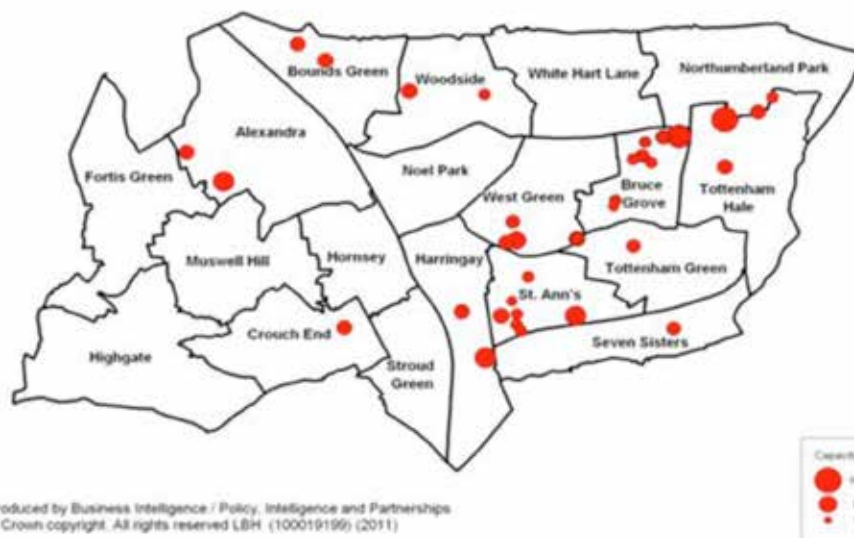 Bounds Green
Woodside
White Hart Lane
Northumberland Park
Alexandra
Fortis Green
Noel Park
West Green
Bruce
Grove
Tottenham
Hale
Muswell Hill
Hornsey
Harringay
Tottenham Green
St. Ann's
Crouch End
Highgate
Stroud
Green
Seven Sisters
oduced by Business Intelligence / Policy, Intelligence and Partnerships
Crown copyright. All rights reserved LBH (100019199) (2011)
Capacit